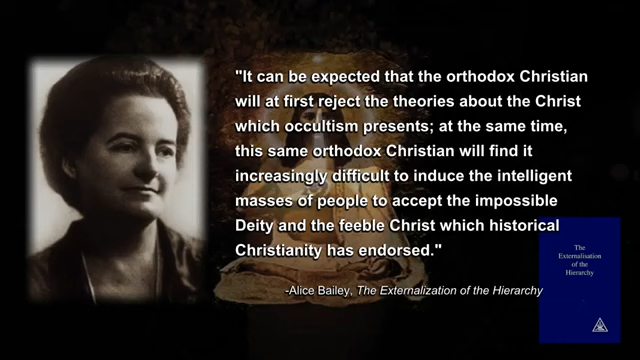 "It can be expected that the orthodox Christian
will at first reject the theories about the Christ
which occultism presents; at the same time,
this same orthodox Christian will find it
increasingly difficult to induce the intelligent
masses of people to accept the impossible
Deity and the feeble Christ which historical
Christianity has endorsed."
-Alice Bailey, The Externalization of the Hierarchy
The
Externalisation
of the
Hierarchy